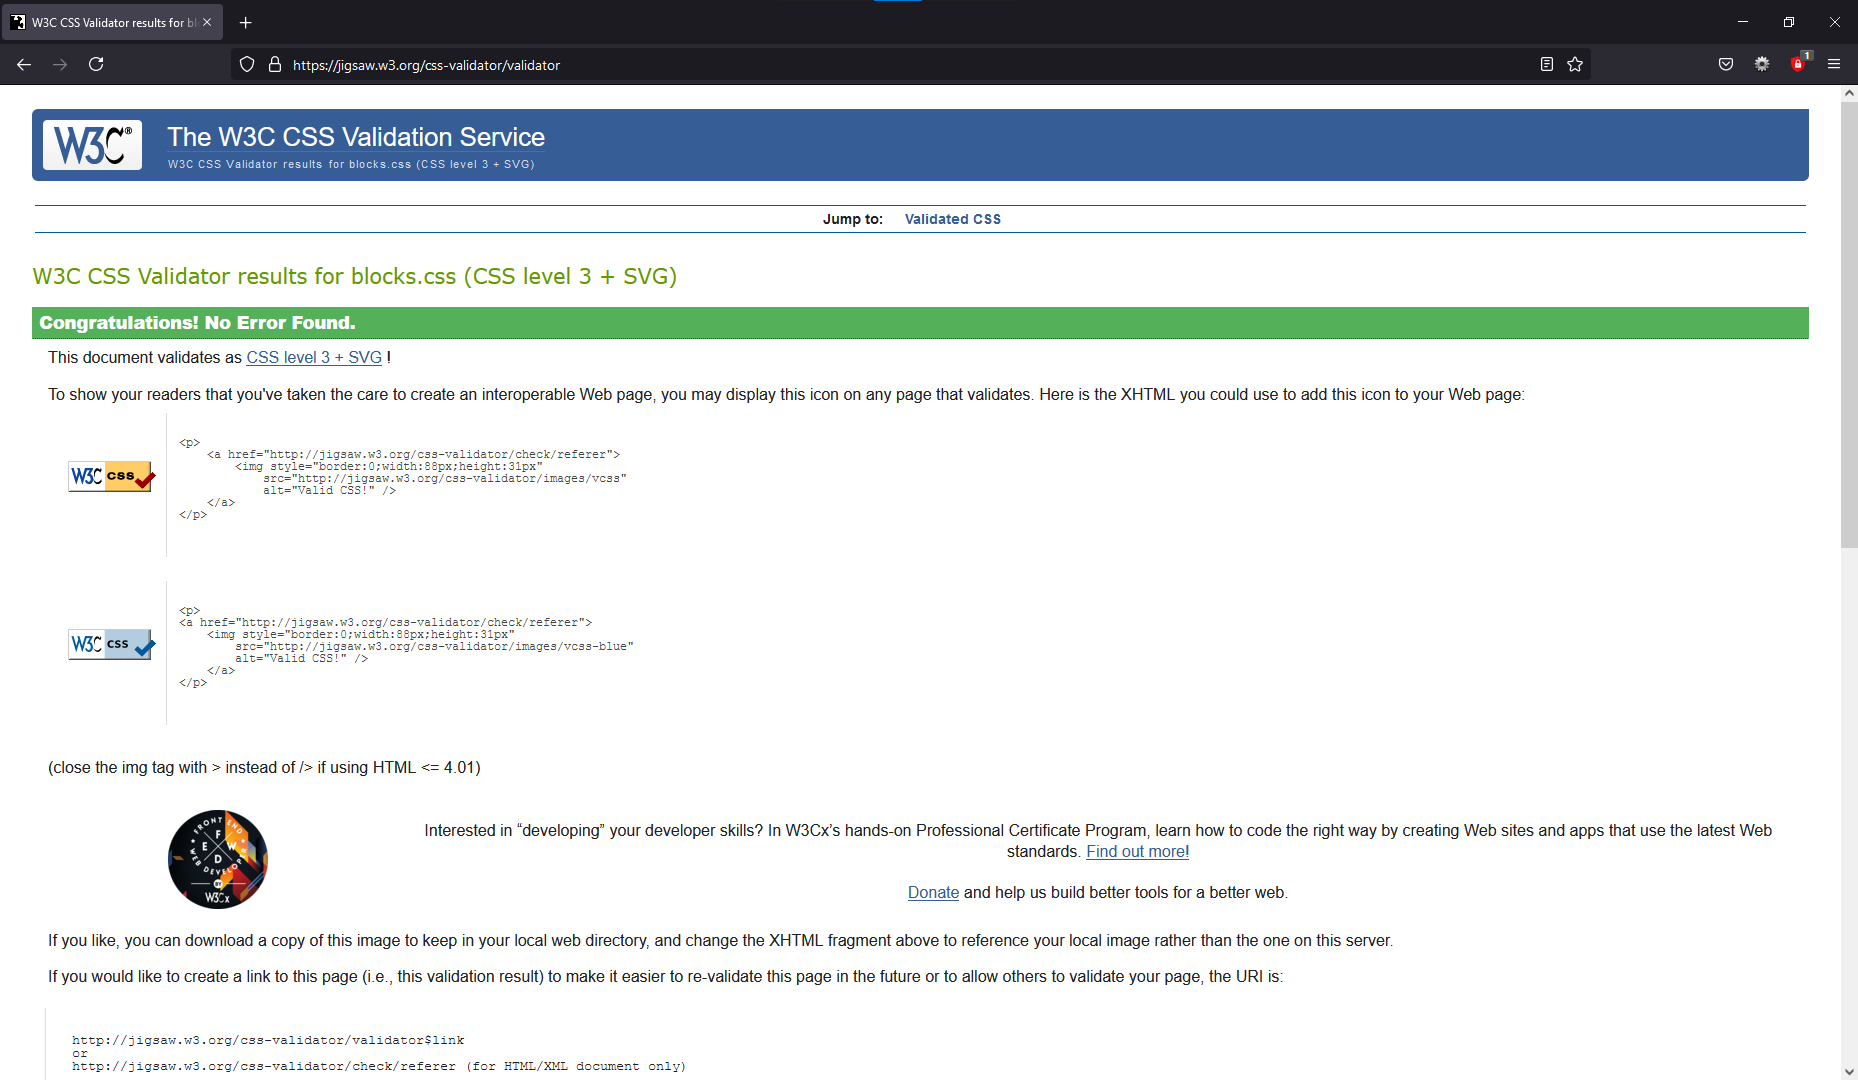 W3C CSS Validator results for bl
https://jigsaw.w3.org/css-validator/validator
1
W3C®
The W3C CSS Validation Service
W3C CSS Validator results for blocks.css (CSS level 3 + SVG)
Jump to: Validated CSS
W3C CSS Validator results for blocks.css (CSS level 3 + SVG)
Congratulations! No Error Found.
This document validates as CSS level 3 + SVG !
To show your readers that you've taken the care to create an interoperable Web page, you may display this icon on any page that validates. Here is the XHTML you could use to add this icon to your Web page:
W3C css
<p>
<a href="http://jigsaw.w3.org/css-validator/check/referer">
<img style="border:0;width:88px;height:31px"
src="http://jigsaw.w3.org/css-validator/images/vcss"
alt="Valid CSS!" />
</a>
</p>
W3C css
<p>
<a href="http://jigsaw.w3.org/css-validator/check/referer">
<img style="border:0;width:88px;height:31px"
src="http://jigsaw.w3.org/css-validator/images/vcss-blue"
alt="Valid CSS!" />
</a>
</p>
(close the img tag with > instead of /> if using HTML <= 4.01)
FRONT END
F
E W
D
WEB DEVELOPER
BY
W3Cx
Interested in “developing” your developer skills? In W3Cx’s hands-on Professional Certificate Program, learn how to code the right way by creating Web sites and apps that use the latest Web
standards. Find out more!
Donate and help us build better tools for a better web.
If you like, you can download a copy of this image to keep in your local web directory, and change the XHTML fragment above to reference your local image rather than the one on this server.
If you would like to create a link to this page (i.e., this validation result) to make it easier to re-validate this page in the future or to allow others to validate your page, the URI is:
http://jigsaw.w3.org/css-validator/validator$link
or
http://jigsaw.w3.org/css-validator/check/referer (for HTML/XML document only)